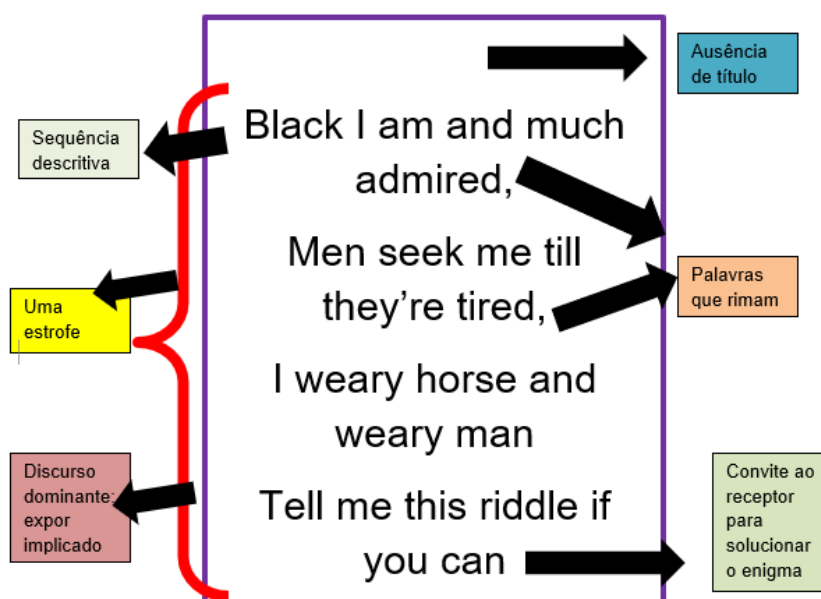 Ausência
de título
Black I am and much
admired,
Sequência
descritiva
Men seek me till
they're tired,
Palavras
que rimam
Uma
estrofe
I weary horse and
weary man
Discurso
dominante:
expor
implicado
Tell me this riddle if
you can
Convite ao
receptor
para
solucionar
o enigma